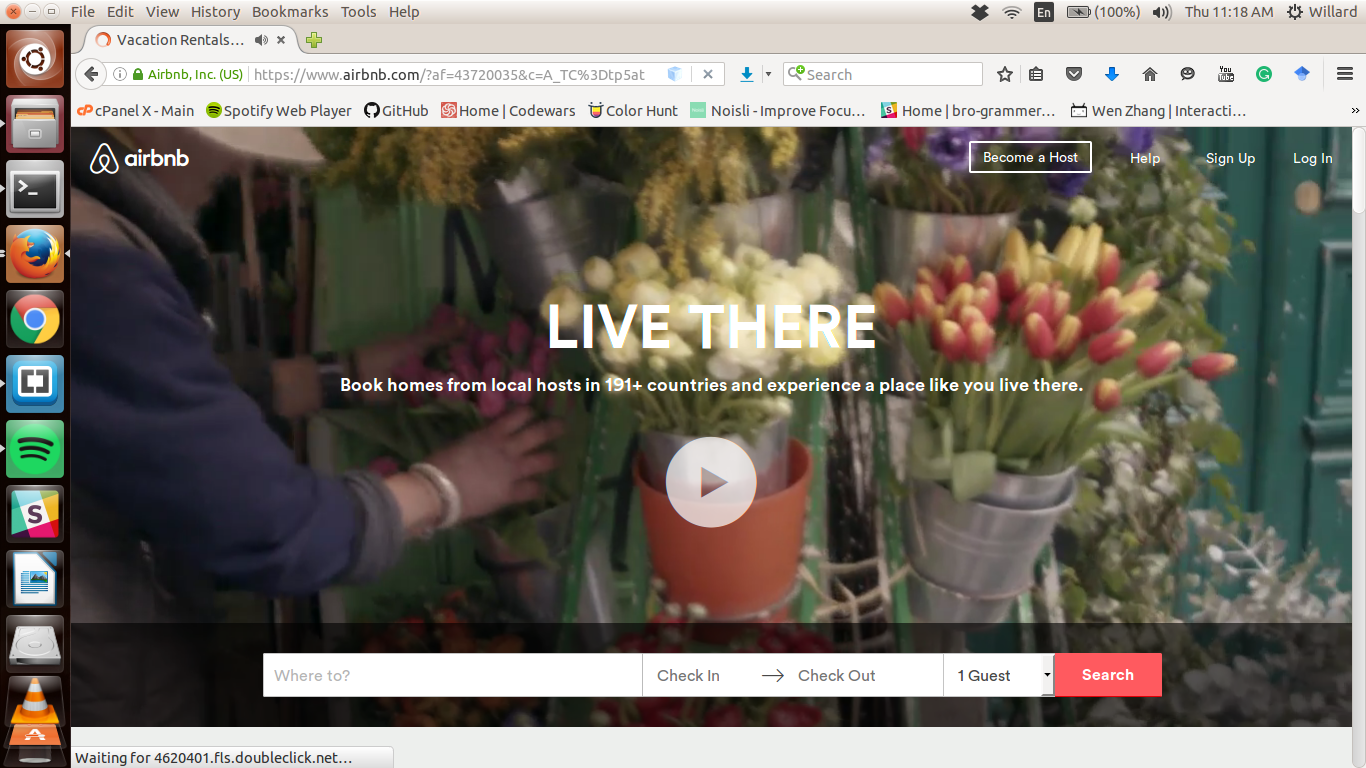 File Edit View History Bookmarks Tools Help En (100%) Thu 11:18 AM Willard
Vacation Rentals...
Airbnb, Inc. (US) https://www.airbnb.com/?af=43720035&c=A_TC%3Dtp5at Search You Tube G
cP cPanel X - Main Spotify Web Player GitHub Home | Codewars Color Hunt noisli Noisli - Improve Focu... Home | bro-grammer... Wen Zhang | Interacti... »
airbnb Become a Host Help Sign Up Log In
LIVE THERE
Book homes from local hosts in 191+ countries and experience a place like you live there.
S
Where to? Check In Check Out 1 Guest Search
A
Waiting for 4620401.fls.doubleclick.net...